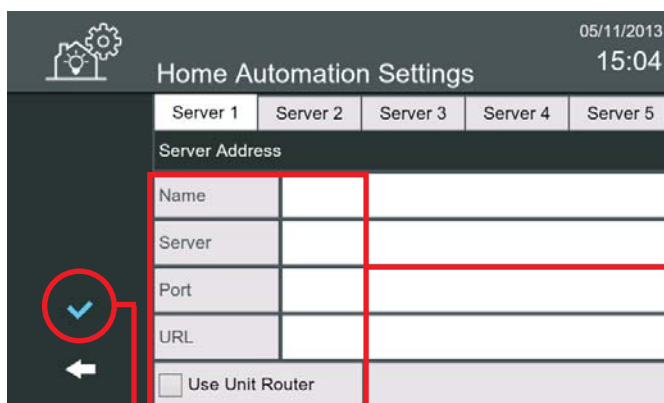 05/11/2013
15:04
Home Automation Settings
Server 1 Server 2 Server 3 Server 4 Server 5
Server Address
Name
Server
Port
URL
Use Unit Router